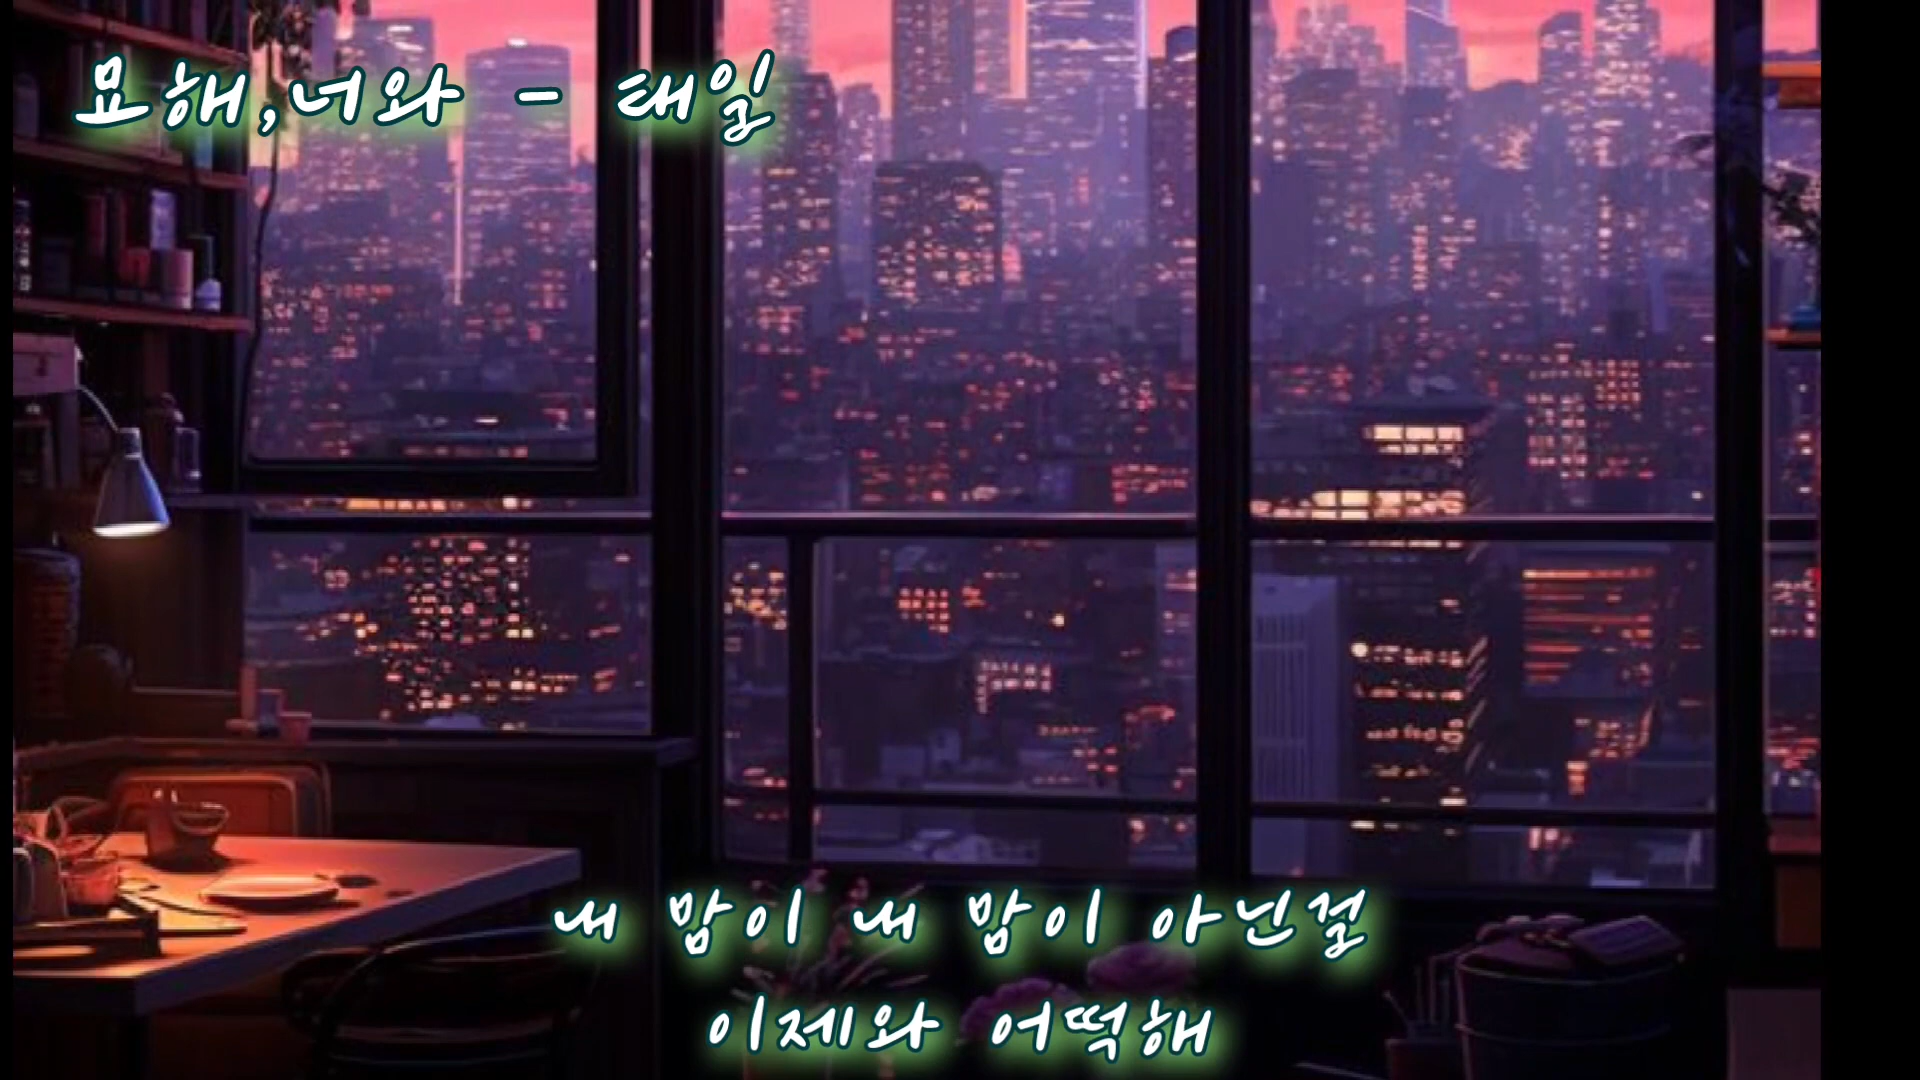 묘해,너와 - 태일
내 맘이 내 맘이 아닌걸
이제와 어떡해